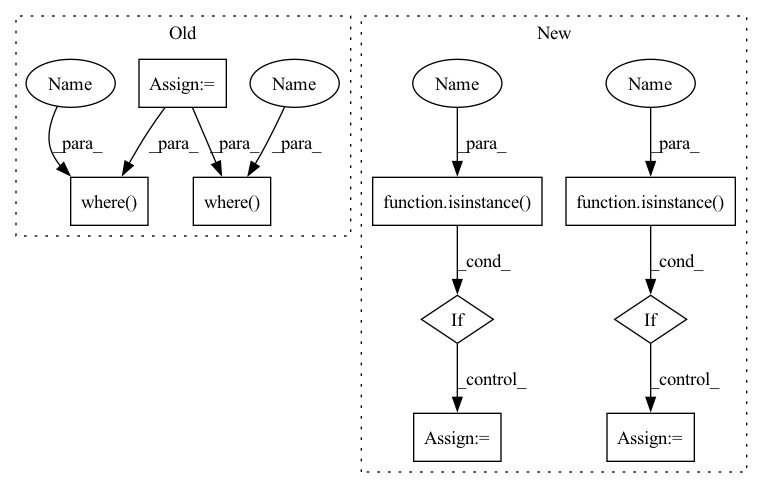 Old
New
Name
Assign:=
Name
Name
Name
_para_
_para_
_para_
_para_
_para_
_para_
where()
where()
function.isinstance()
function.isinstance()
_cond_
_cond_
If
If
_control_
_control_
Assign:=
Assign:=